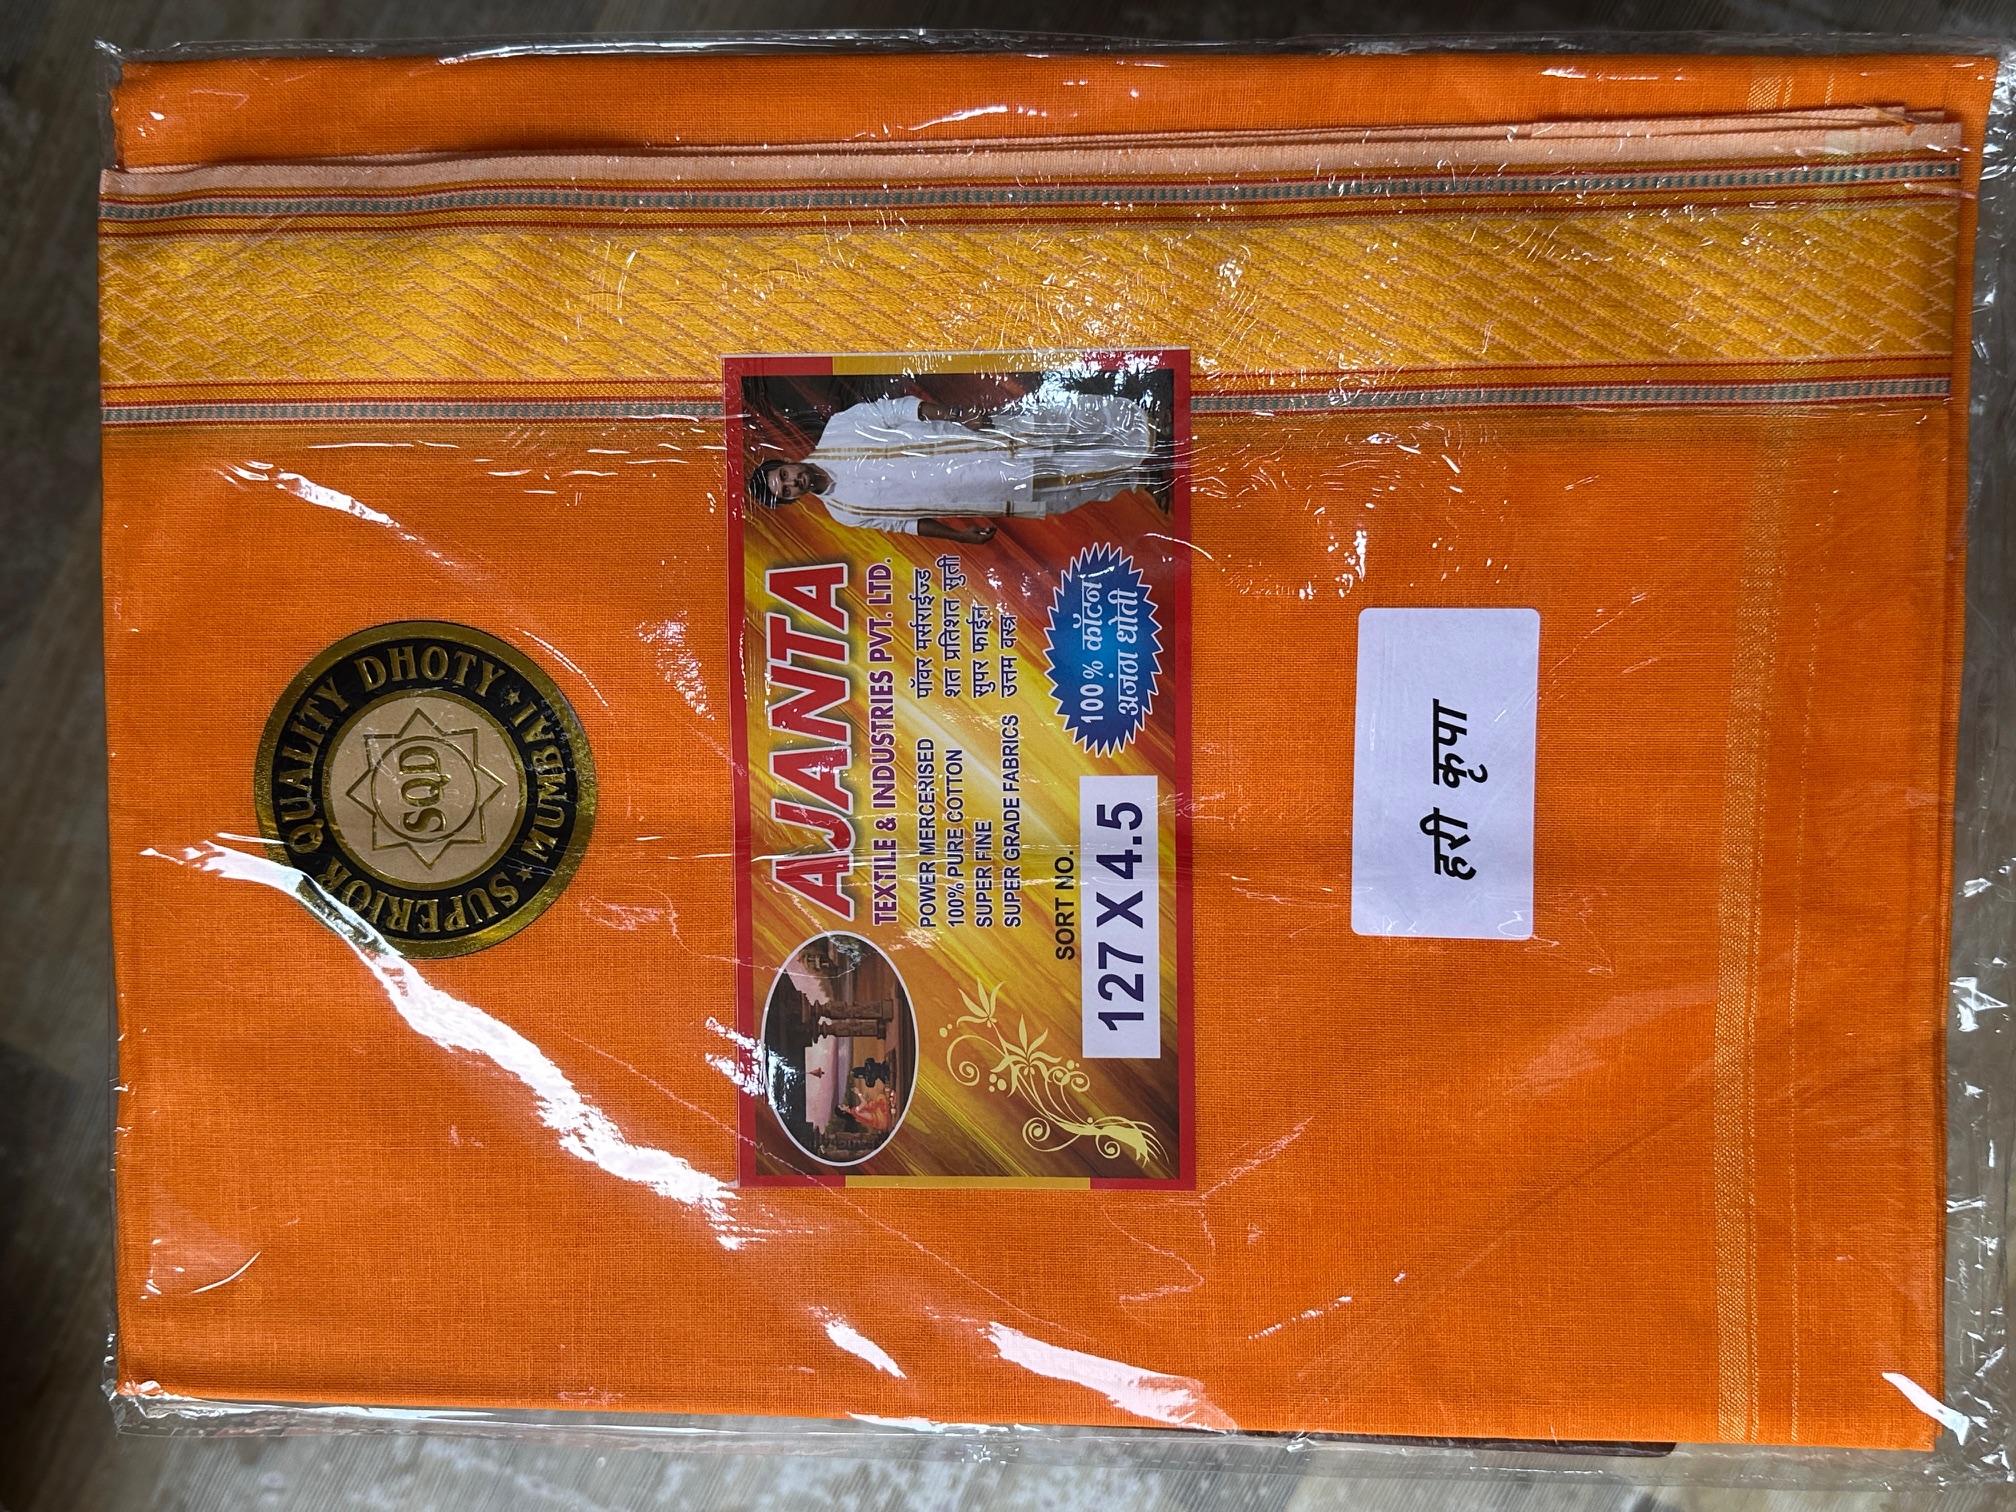 SUPERIOR QUALITY DHOTY ★ MUMBAI ★
SQD
AJANTA
TEXTILE & INDUSTRIES PVT. LTD.
POWER MERCERISED पॉवर मर्सराईज्ड
100% PURE COTTON शत प्रतिशत सुती
SUPER FINE सुपर फाईन
SUPER GRADE FABRICS उत्तम वस्त्र
SORT NO.
127 X 4.5
100% कॉटन
अजंठा धोती
हरी कृपा